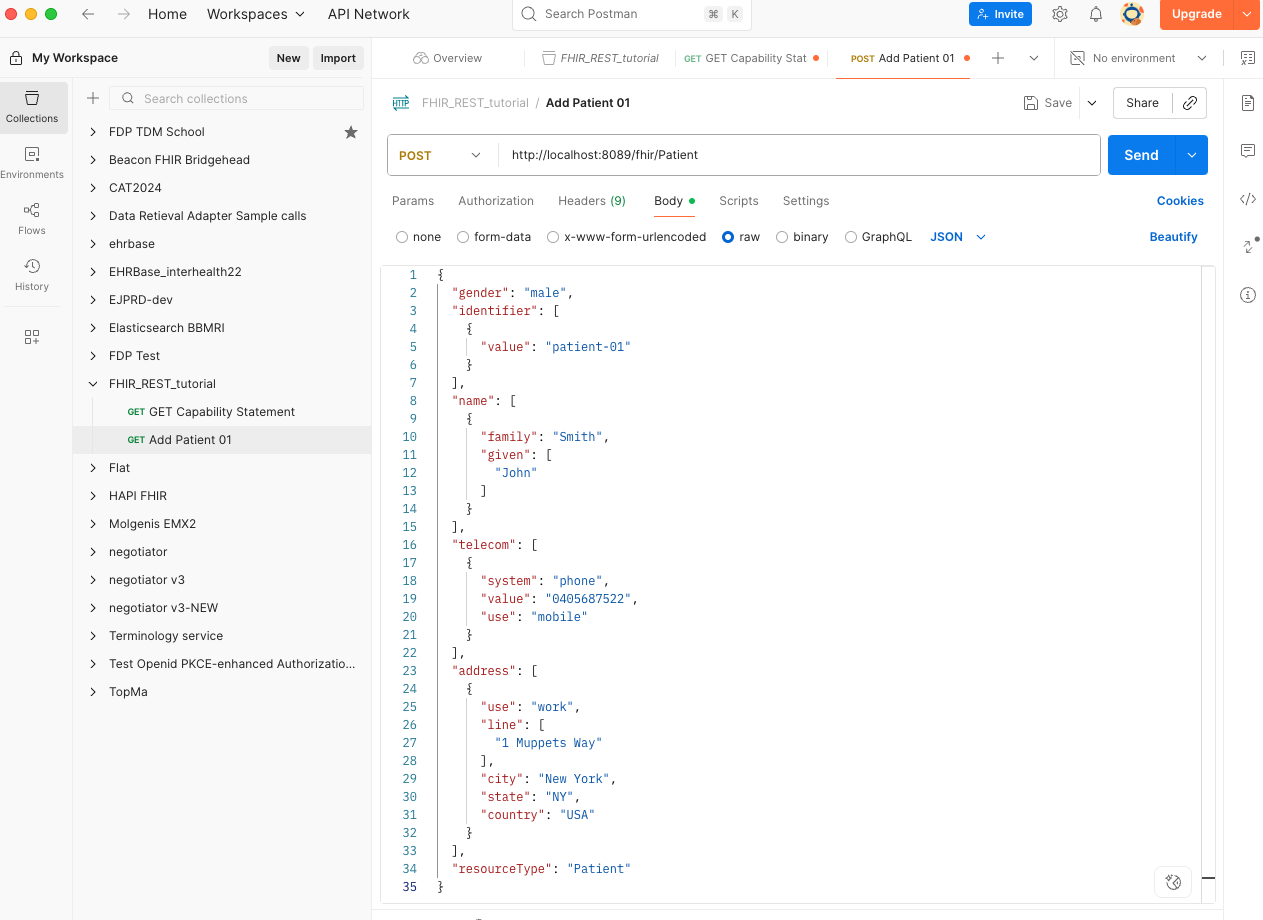 Home Workspaces API Network Search Postman ⌘ K Invite Upgrade
My Workspace New Import
Overview FHIR_REST_tutorial GET GET Capability Stat POST Add Patient 01 No environment
Collections
Environments
Flows
History
Search collections
FDP TDM School
Beacon FHIR Bridgehead
CAT2024
Data Retieval Adapter Sample calls
ehrbase
EHRBase_interhealth22
EJPRD-dev
Elasticsearch BBMRI
FDP Test
FHIR_REST_tutorial
GET GET Capability Statement
GET Add Patient 01
Flat
HAPI FHIR
Molgenis EMX2
negotiator
negotiator v3
negotiator v3-NEW
Terminology service
Test Openid PKCE-enhanced Authorizatio...
TopMa
HTTP FHIR_REST_tutorial / Add Patient 01 Save Share
POST http://localhost:8089/fhir/Patient Send
Params Authorization Headers (9) Body Scripts Settings Cookies
none form-data x-www-form-urlencoded raw binary GraphQL JSON Beautify
1 {
2 "gender": "male",
3 "identifier": [
4 {
5 "value": "patient-01"
6 }
7 ],
8 "name": [
9 {
10 "family": "Smith",
11 "given": [
12 "John"
13 ]
14 }
15 ],
16 "telecom": [
17 {
18 "system": "phone",
19 "value": "0405687522",
20 "use": "mobile"
21 }
22 ],
23 "address": [
24 {
25 "use": "work",
26 "line": [
27 "1 Muppets Way"
28 ],
29 "city": "New York",
30 "state": "NY",
31 "country": "USA"
32 }
33 ],
34 "resourceType": "Patient"
35 }